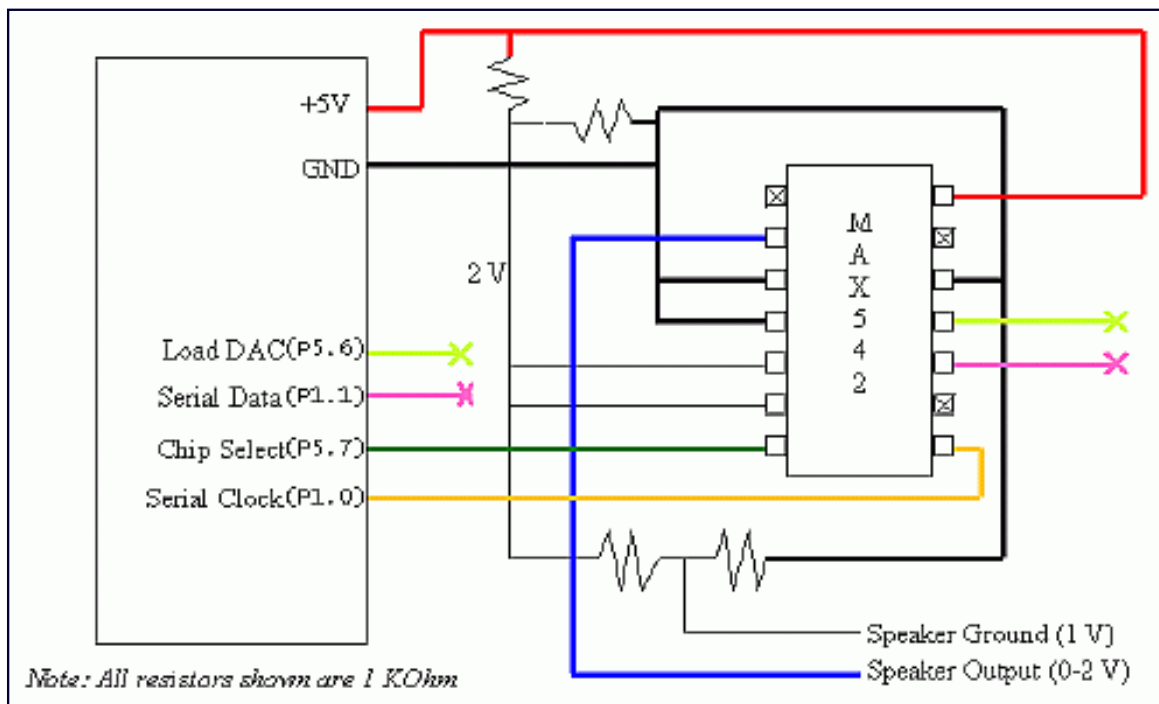 +5V
GND
2 V
Load DAC(P5.6)
Serial Data(P1.1)
Chip Select(P5.7)
Serial Clock(P1.0)
M
A
X
5
4
2
Speaker Ground (1 V)
Speaker Output (0-2 V)
Note: All resistors shown are 1 KOhm